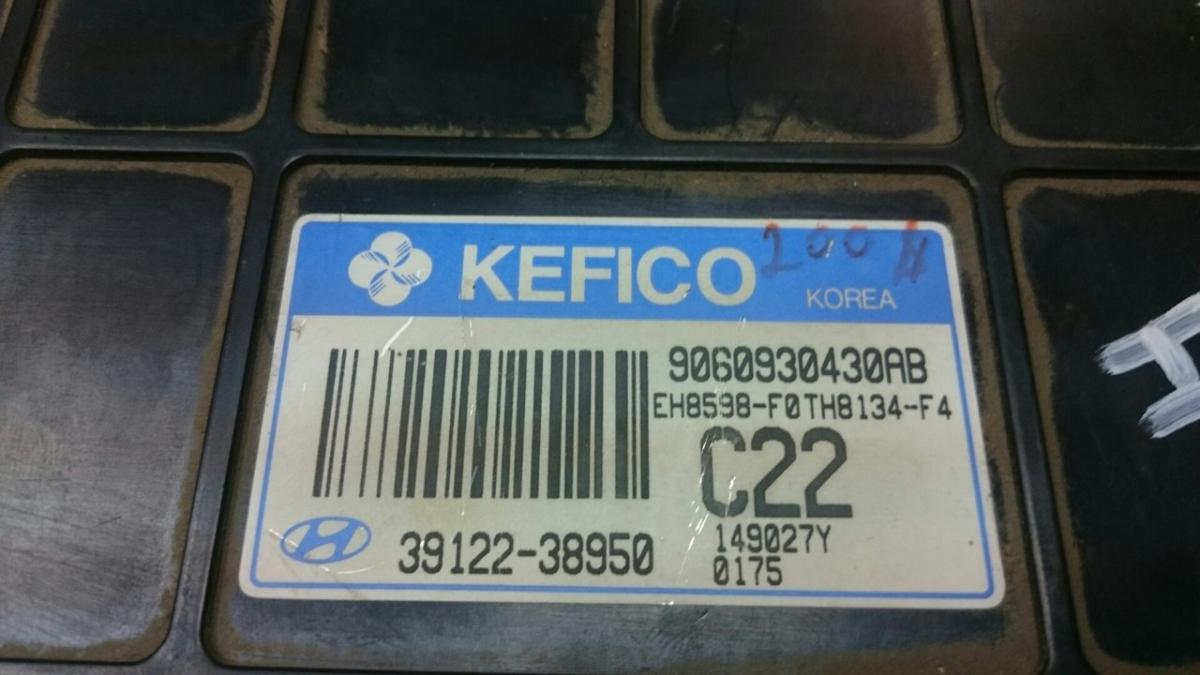 KEFICO
200
KOREA
9060930430AB
EH8598-F0TH8134-F4
C22
39122-38950
149027Y
0175